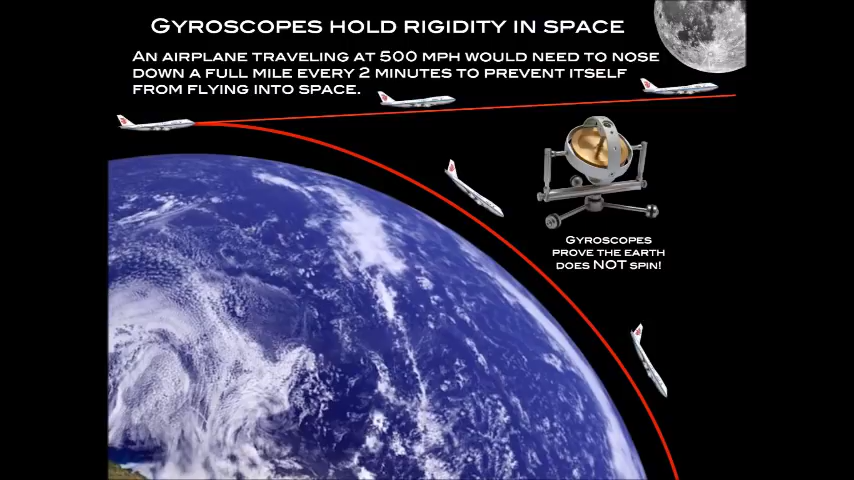 Gyroscopes hold rigidity in space
An airplane traveling at 500 mph would need to nose
down a full mile every 2 minutes to prevent itself
from flying into space.
Gyroscopes
prove the earth
does NOT spin!